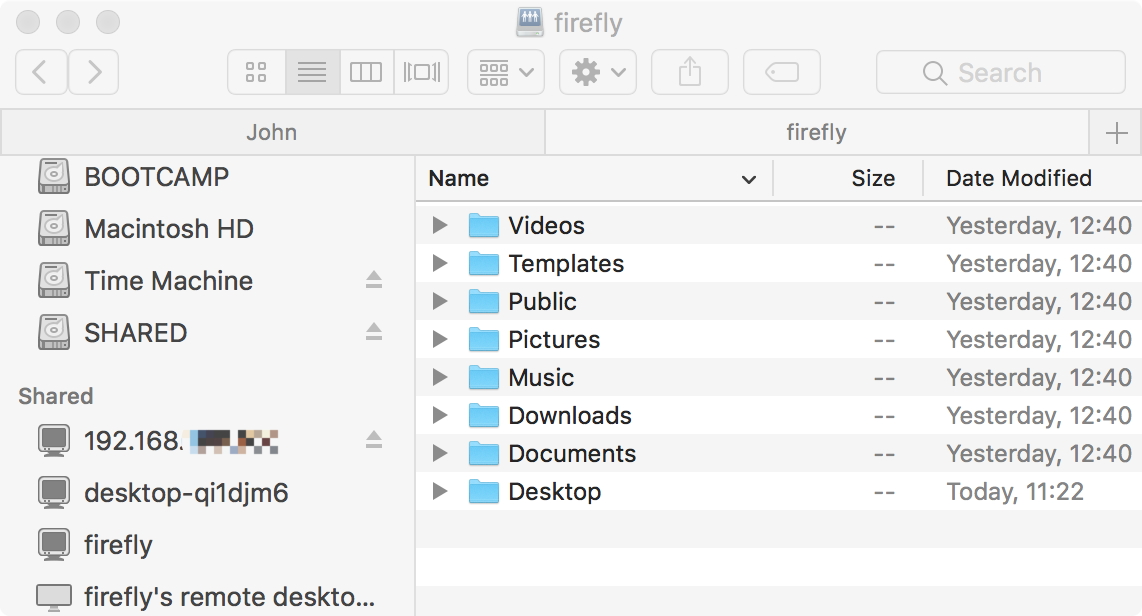 firefly
Search
John
firefly
BOOTCAMP
Macintosh HD
Time Machine
SHARED
Shared
192.168.
desktop-qi1djm6
firefly
firefly's remote deskto...
Name Size Date Modified
Videos -- Yesterday, 12:40
Templates -- Yesterday, 12:40
Public -- Yesterday, 12:40
Pictures -- Yesterday, 12:40
Music -- Yesterday, 12:40
Downloads -- Yesterday, 12:40
Documents -- Yesterday, 12:40
Desktop -- Today, 11:22